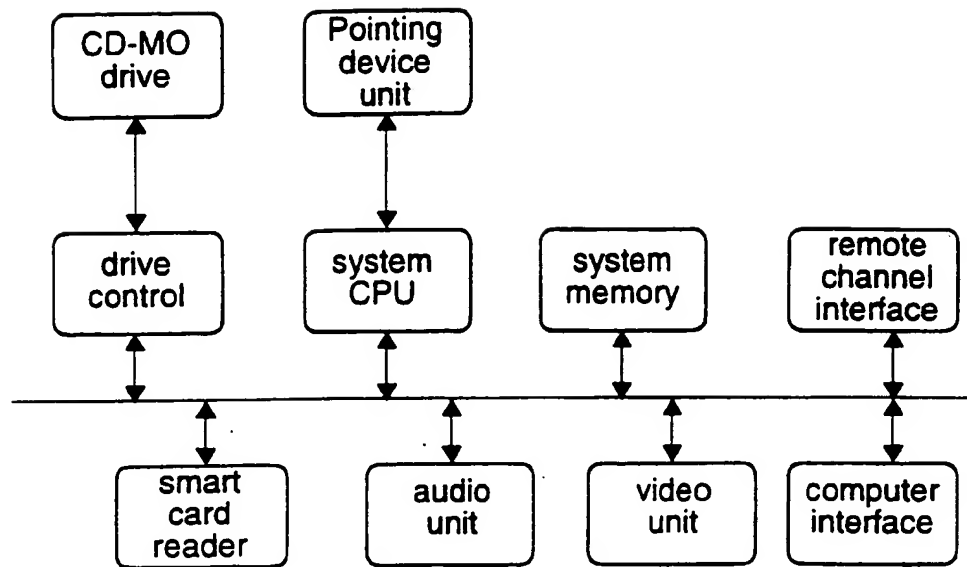 CD-MO
drive
Pointing
device
unit
drive
control
system
CPU
system
memory
remote
channel
interface
smart
card
reader
audio
unit
video
unit
computer
interface